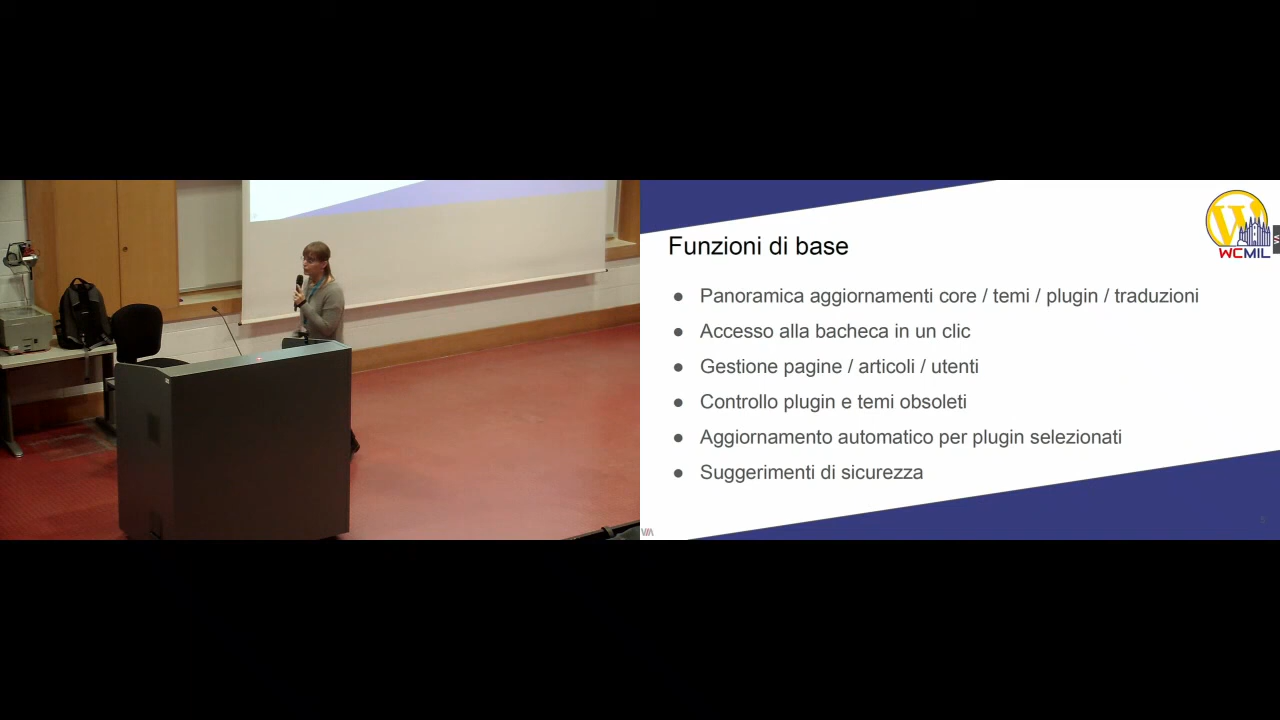 Funzioni di base
WCMIL
● Panoramica aggiornamenti core / temi / plugin / traduzioni
● Accesso alla bacheca in un clic
● Gestione pagine / articoli / utenti
● Controllo plugin e temi obsoleti
● Aggiornamento automatico per plugin selezionati
● Suggerimenti di sicurezza